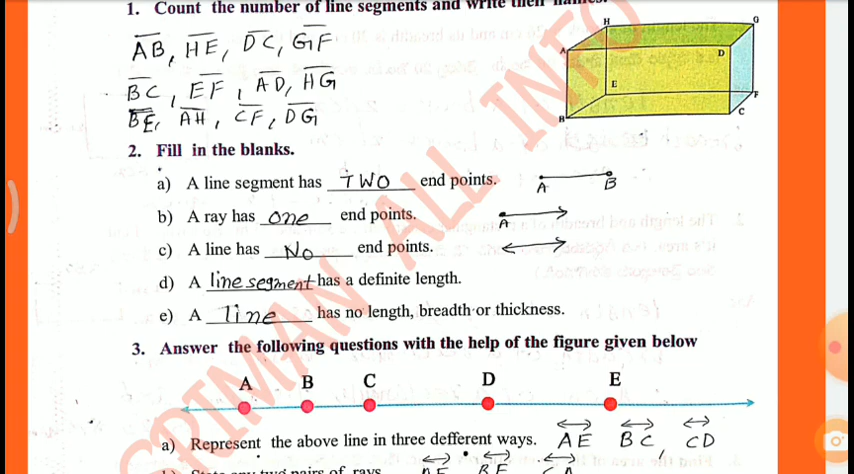 1. Count the number of line segments and write their names.
AB, HE, DC, GF
BC, EF, AD, HG
BE, AH, CF, DG
H G
A D
E F
B C
2. Fill in the blanks.
a) A line segment has TWO end points. A B
b) A ray has one end points. A
c) A line has No end points.
d) A line segment has a definite length.
e) A line has no length, breadth or thickness.
3. Answer the following questions with the help of the figure given below
A B C D E
a) Represent the above line in three defferent ways. AE BC, CD
SRIMAN ALL INFO